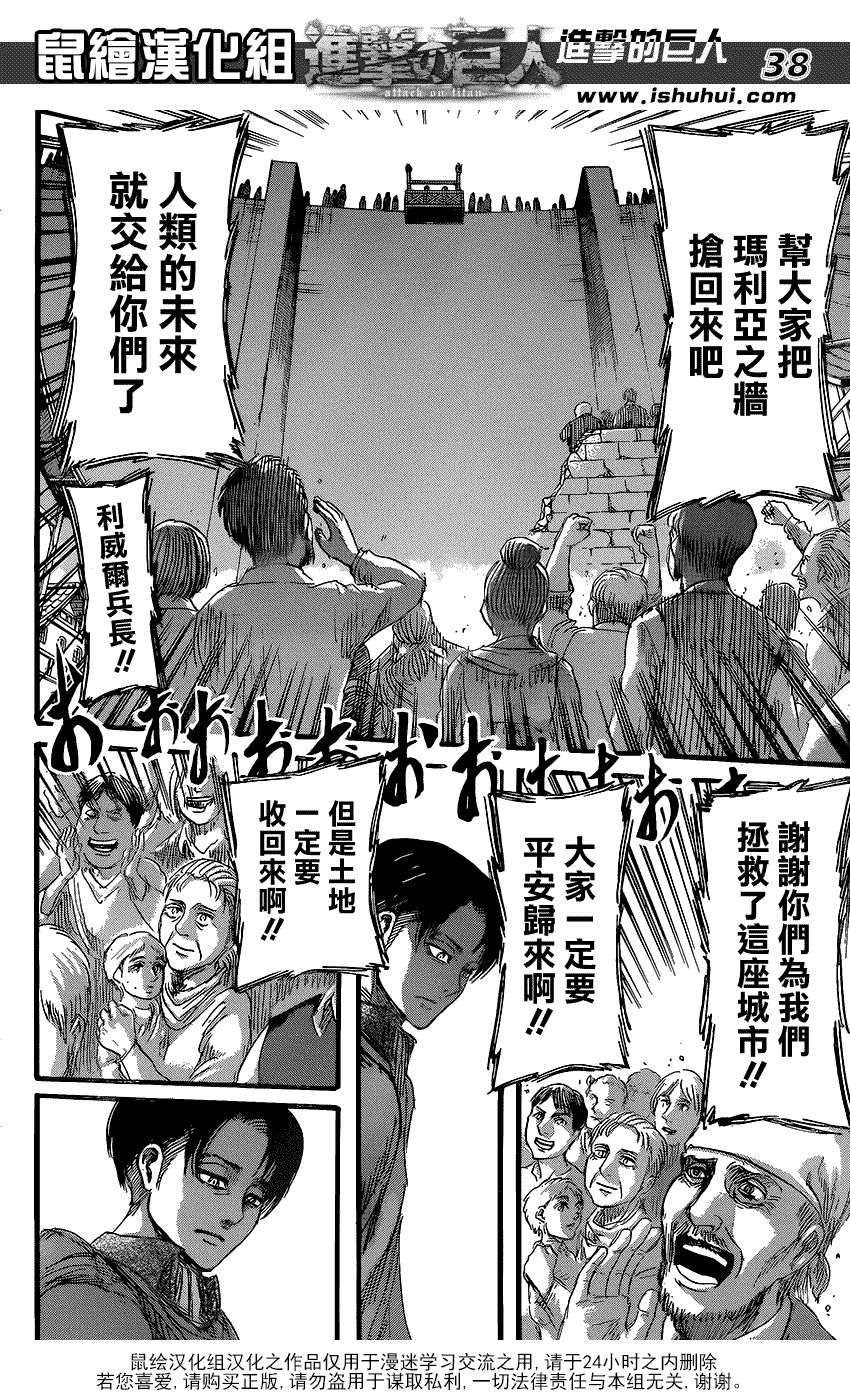 鼠繪漢化組
進撃の巨人
attack on titan
進擊的巨人
www.ishuhui.com
38
幫大家把
瑪利亞之牆
搶回來吧
人類的未來
就交給你們了
利威爾兵長!!
おおおおおおおおおお
謝謝你們為我們
拯救了這座城市!!
大家一定要
平安歸來啊!!
但是土地
一定要
收回來啊!!
鼠绘汉化组汉化之作品仅用于漫迷学习交流之用, 请于24小时之内删除
若您喜爱, 请购买正版, 请勿盗用于谋取私利, 一切法律责任与本组无关, 谢谢。